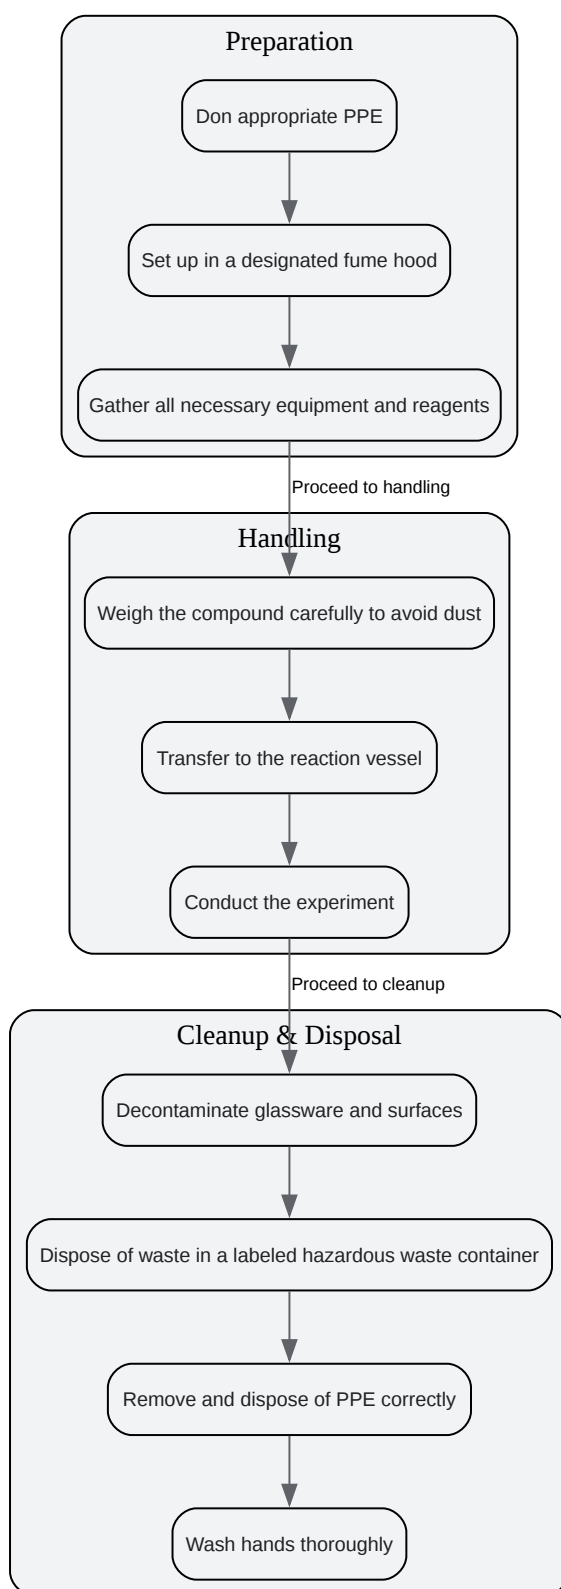 Preparation
Don appropriate PPE
Set up in a designated fume hood
Gather all necessary equipment and reagents
Proceed to handling
Handling
Weigh the compound carefully to avoid dust
Transfer to the reaction vessel
Conduct the experiment
Proceed to cleanup
Cleanup & Disposal
Decontaminate glassware and surfaces
Dispose of waste in a labeled hazardous waste container
Remove and dispose of PPE correctly
Wash hands thoroughly